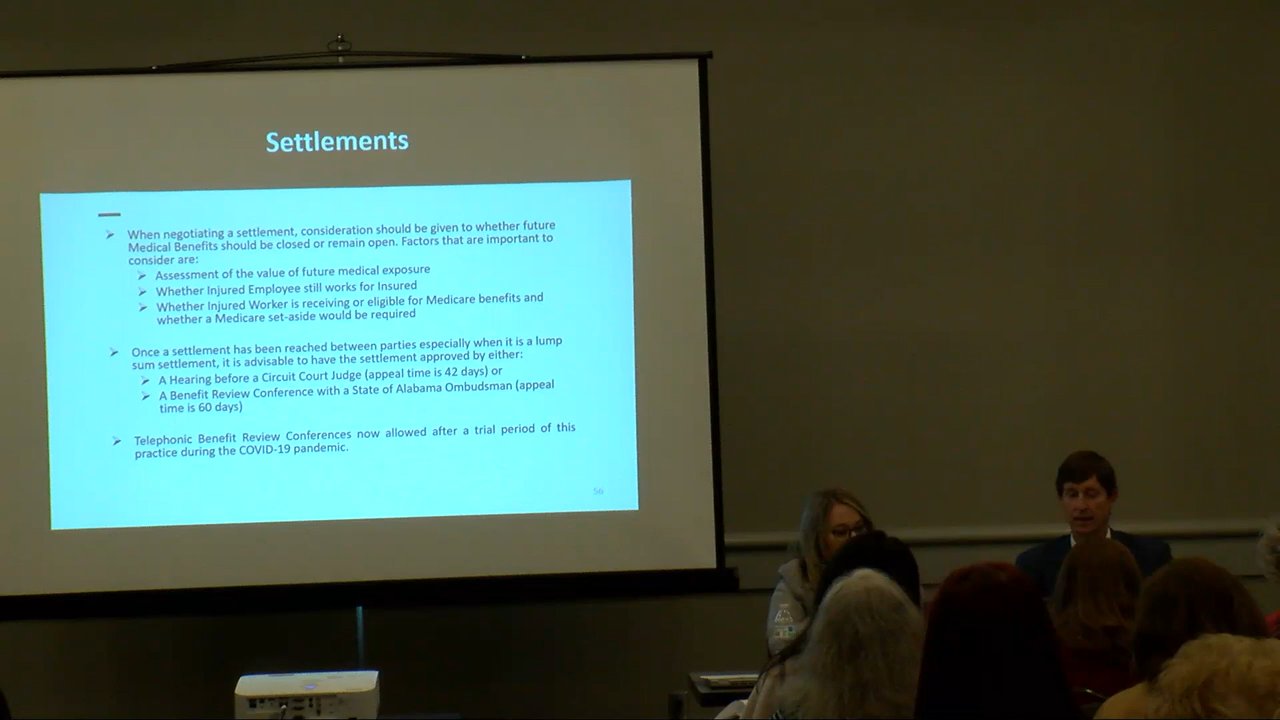 Settlements
When negotiating a settlement, consideration should be given to whether future
Medical Benefits should be closed or remain open. Factors that are important to
consider are:
Assessment of the value of future medical exposure
Whether Injured Employee still works for Insured
Whether Injured Worker is receiving or eligible for Medicare benefits and
whether a Medicare set-aside would be required
Once a settlement has been reached between parties especially when it is a lump
sum settlement, it is advisable to have the settlement approved by either:
A Hearing before a Circuit Court Judge (appeal time is 42 days) or
A Benefit Review Conference with a State of Alabama Ombudsman (appeal
time is 60 days)
Telephonic Benefit Review Conferences now allowed after a trial period of this
practice during the COVID-19 pandemic.